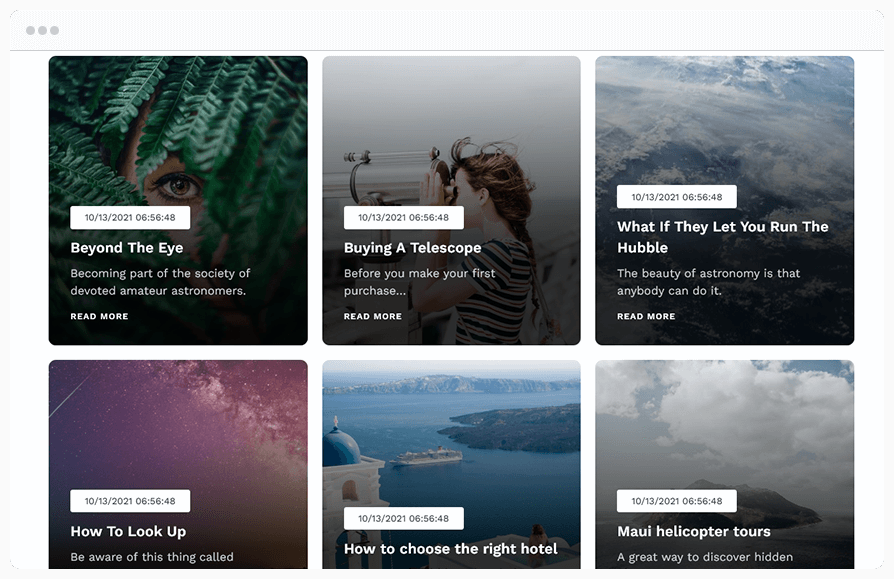 10/13/2021 06:56:48
Beyond The Eye
Becoming part of the society of
devoted amateur astronomers.
READ MORE
10/13/2021 06:56:48
Buying A Telescope
Before you make your first
purchase...
READ MORE
10/13/2021 06:56:48
What If They Let You Run The
Hubble
The beauty of astronomy is that
anybody can do it.
READ MORE
10/13/2021 06:56:48
How To Look Up
Be aware of this thing called
10/13/2021 06:56:48
How to choose the right hotel
10/13/2021 06:56:48
Maui helicopter tours
A great way to discover hidden